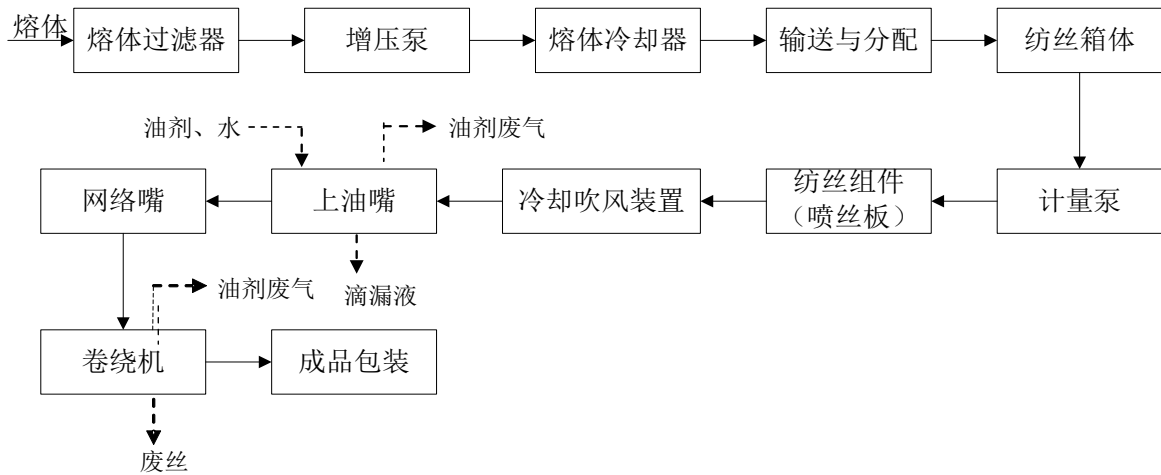 熔体
熔体过滤器
增压泵
熔体冷却器
输送与分配
纺丝箱体
油剂、水
油剂废气
网络嘴
上油嘴
冷却吹风装置
纺丝组件
（喷丝板）
计量泵
油剂废气
滴漏液
卷绕机
成品包装
废丝